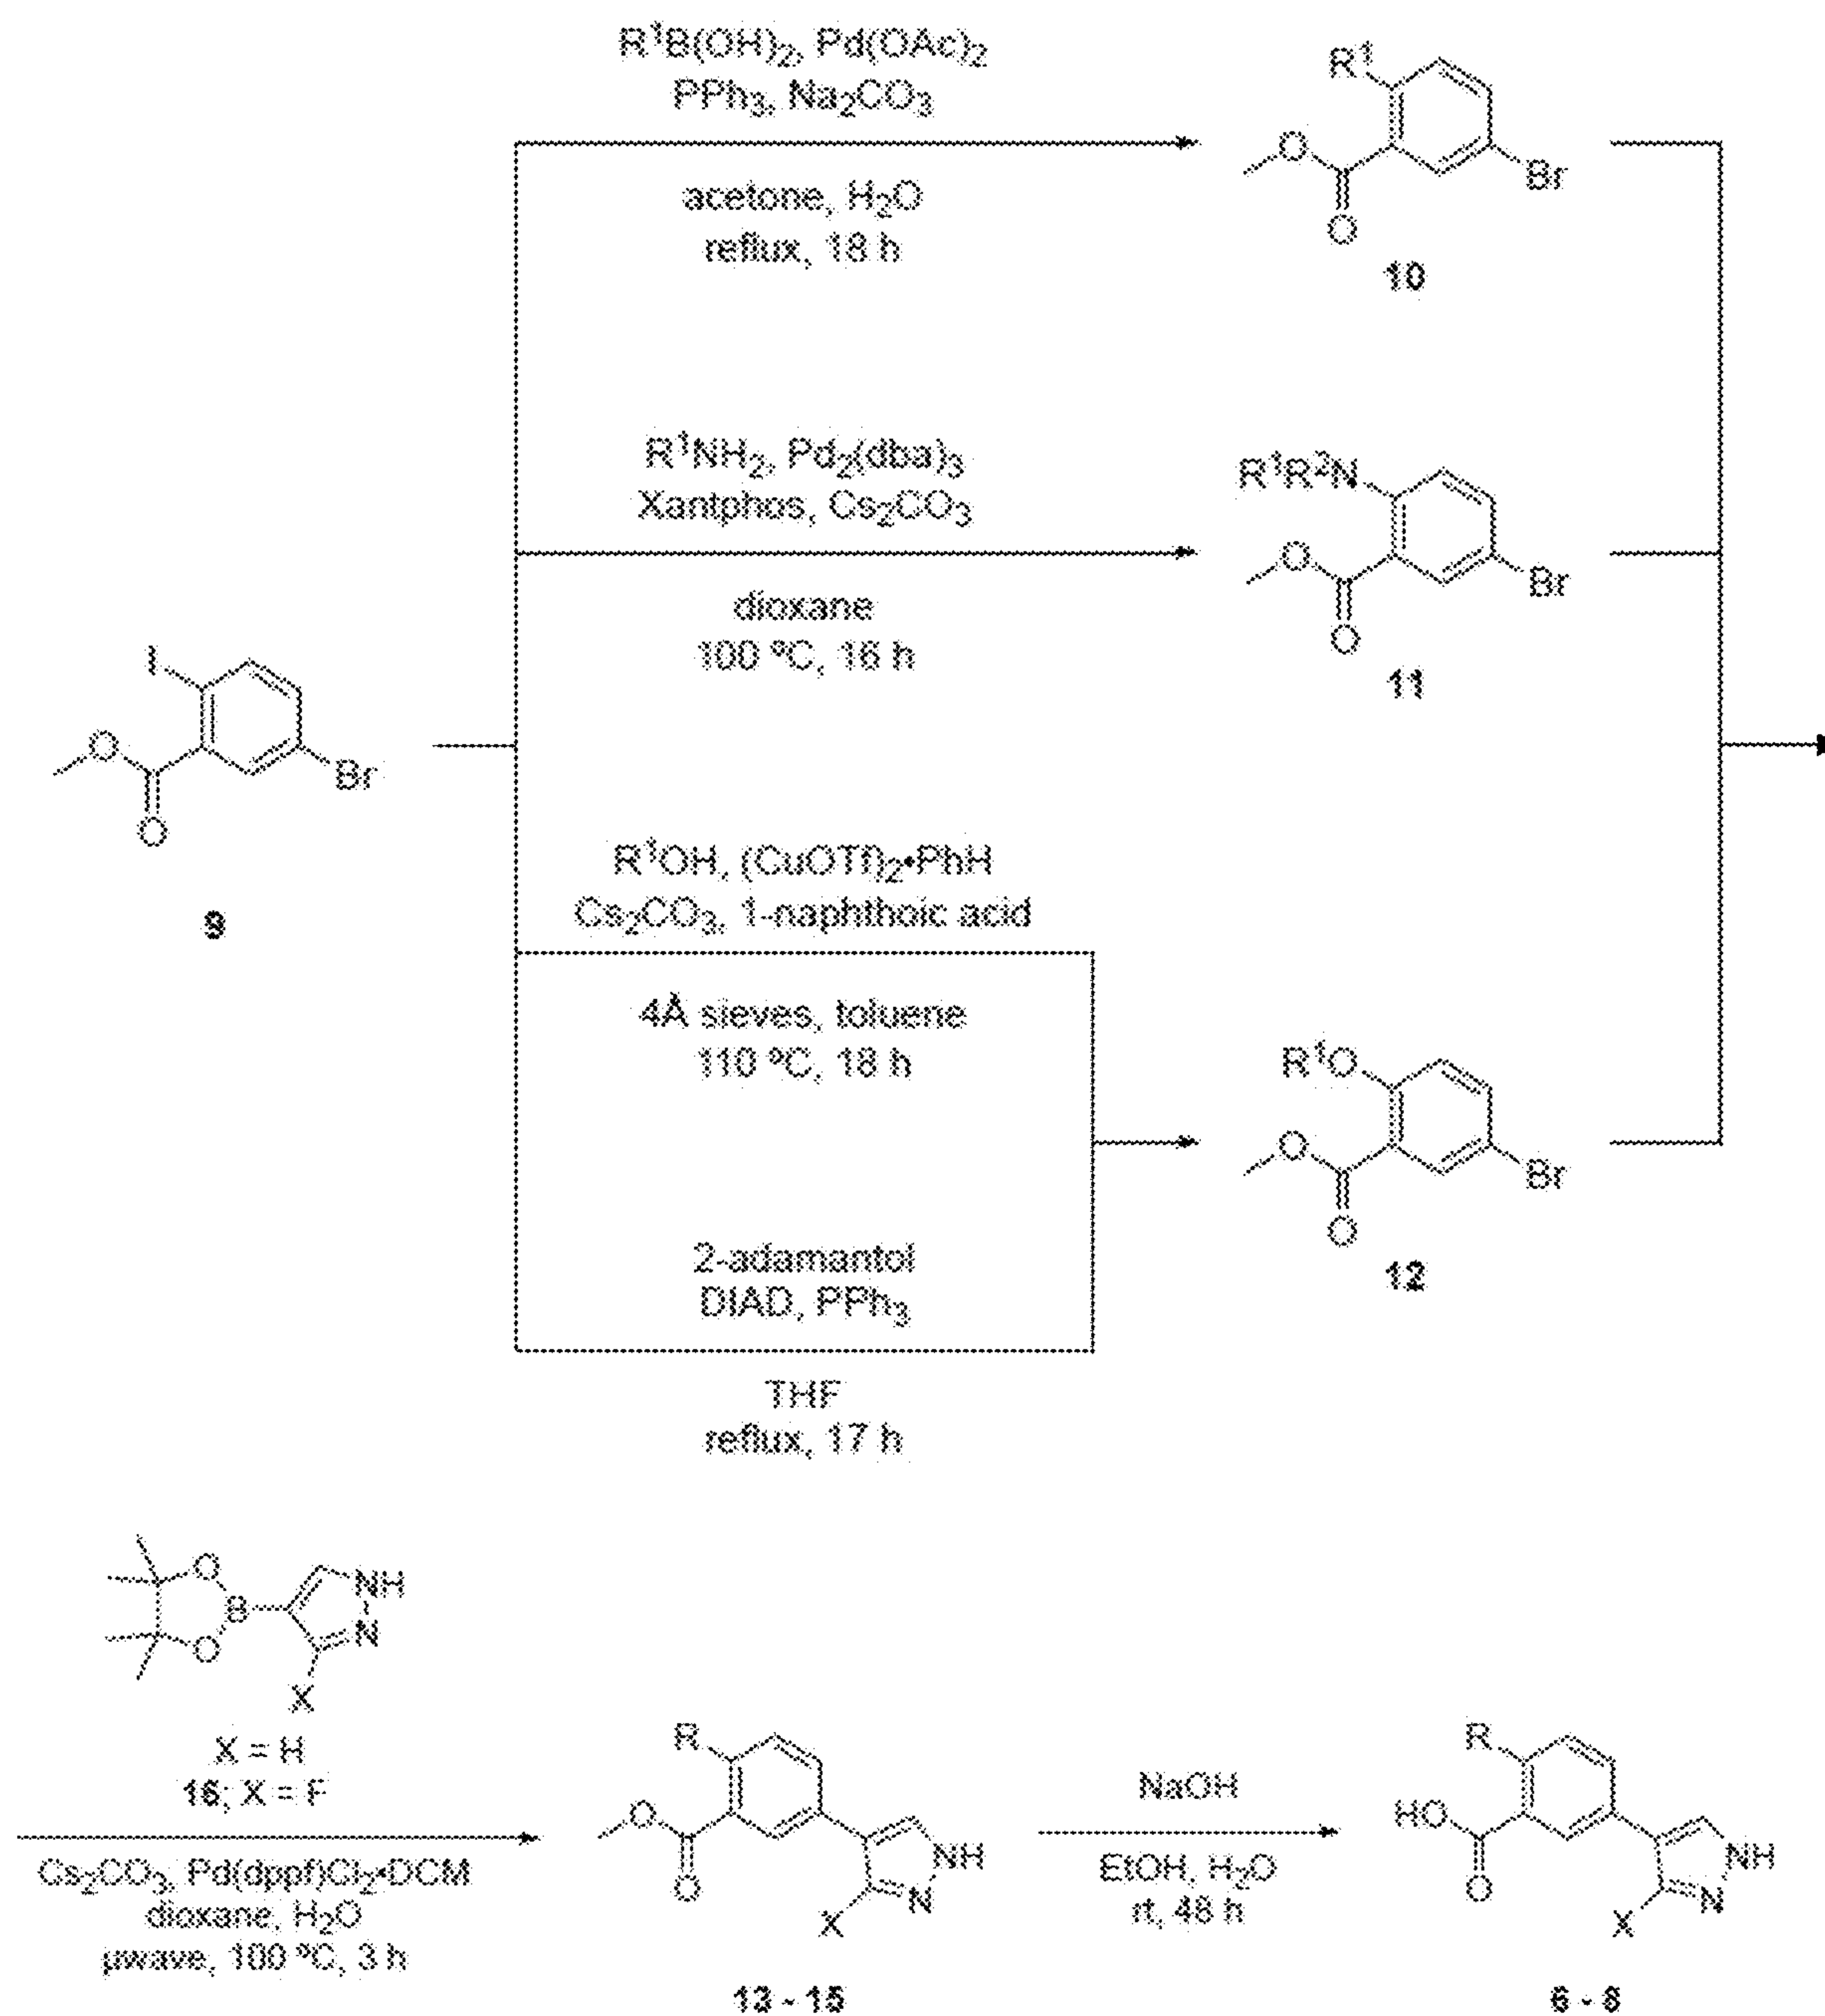 R¹B(OH)₂, Pd(OAc)₂
PPh₃, Na₂CO₃
acetone, H₂O
reflux, 18 h
R¹
O
O
Br
10
R¹NH₂, Pd₂(dba)₃
Xantphos, Cs₂CO₃
dioxane
100 ºC, 16 h
R¹R²N
O
O
Br
11
I
O
O
Br
9
R¹OH, (CuOTf)₂•PhH
Cs₂CO₃, 1-naphthoic acid
4Å sieves, toluene
110 ºC, 18 h
2-adamantol
DIAD, PPh₃
THF
reflux, 17 h
R¹O
O
O
Br
12
O
B
O
NH
N
X
X = H
16; X = F
Cs₂CO₃, Pd(dppf)Cl₂•DCM
dioxane, H₂O
µwave, 100 ºC, 3 h
R
O
O
NH
N
X
13 - 15
NaOH
EtOH, H₂O
rt, 48 h
R
HO
O
NH
N
X
6 - 8